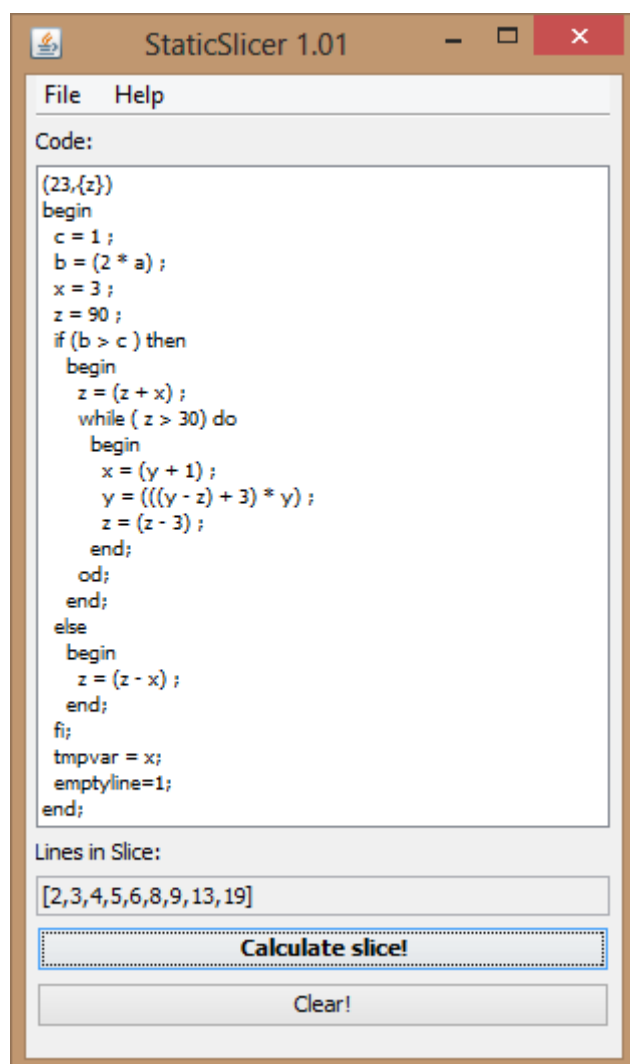 StaticSlicer 1.01
File Help
Code:
(23,{z})
begin
c = 1 ;
b = (2 * a) ;
x = 3 ;
z = 90 ;
if (b > c ) then
begin
z = (z + x) ;
while ( z > 30) do
begin
x = (y + 1) ;
y = (((y - z) + 3) * y) ;
z = (z - 3) ;
end;
od;
end;
else
begin
z = (z - x) ;
end;
fi;
tmpvar = x;
emptyline=1;
end;
Lines in Slice:
[2,3,4,5,6,8,9,13,19]
Calculate slice!
Clear!